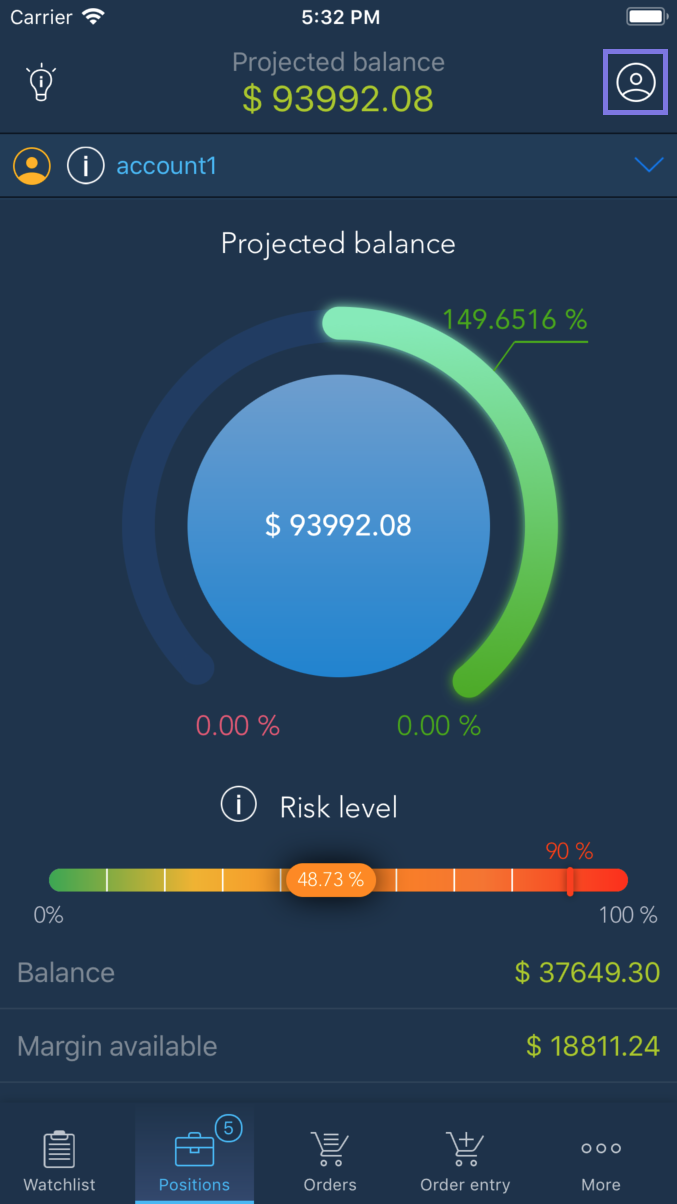 Carrier
5:32 PM
Projected balance
$ 93992.08
account1
Projected balance
149.6516 %
$ 93992.08
0.00 %
0.00 %
Risk level
90 %
48.73 %
0%
100 %
Balance
$ 37649.30
Margin available
$ 18811.24
5
Watchlist
Positions
Orders
Order entry
More